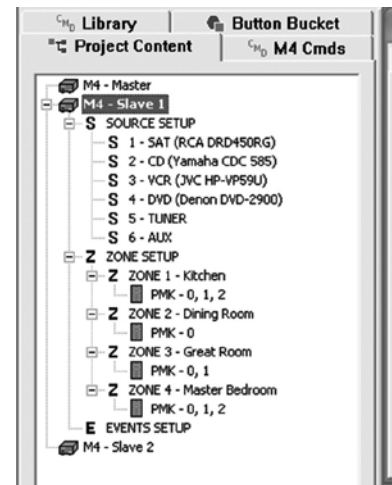 CMD Library
Button Bucket
Project Content
CMD M4 Cmds
M4 - Master
M4 - Slave 1
S SOURCE SETUP
S 1 - SAT (RCA DRD450RG)
S 2 - CD (Yamaha CDC 585)
S 3 - VCR (JVC HP-VP59U)
S 4 - DVD (Denon DVD-2900)
S 5 - TUNER
S 6 - AUX
Z ZONE SETUP
Z ZONE 1 - Kitchen
PMK - 0, 1, 2
Z ZONE 2 - Dining Room
PMK - 0
Z ZONE 3 - Great Room
PMK - 0, 1
Z ZONE 4 - Master Bedroom
PMK - 0, 1, 2
E EVENTS SETUP
M4 - Slave 2